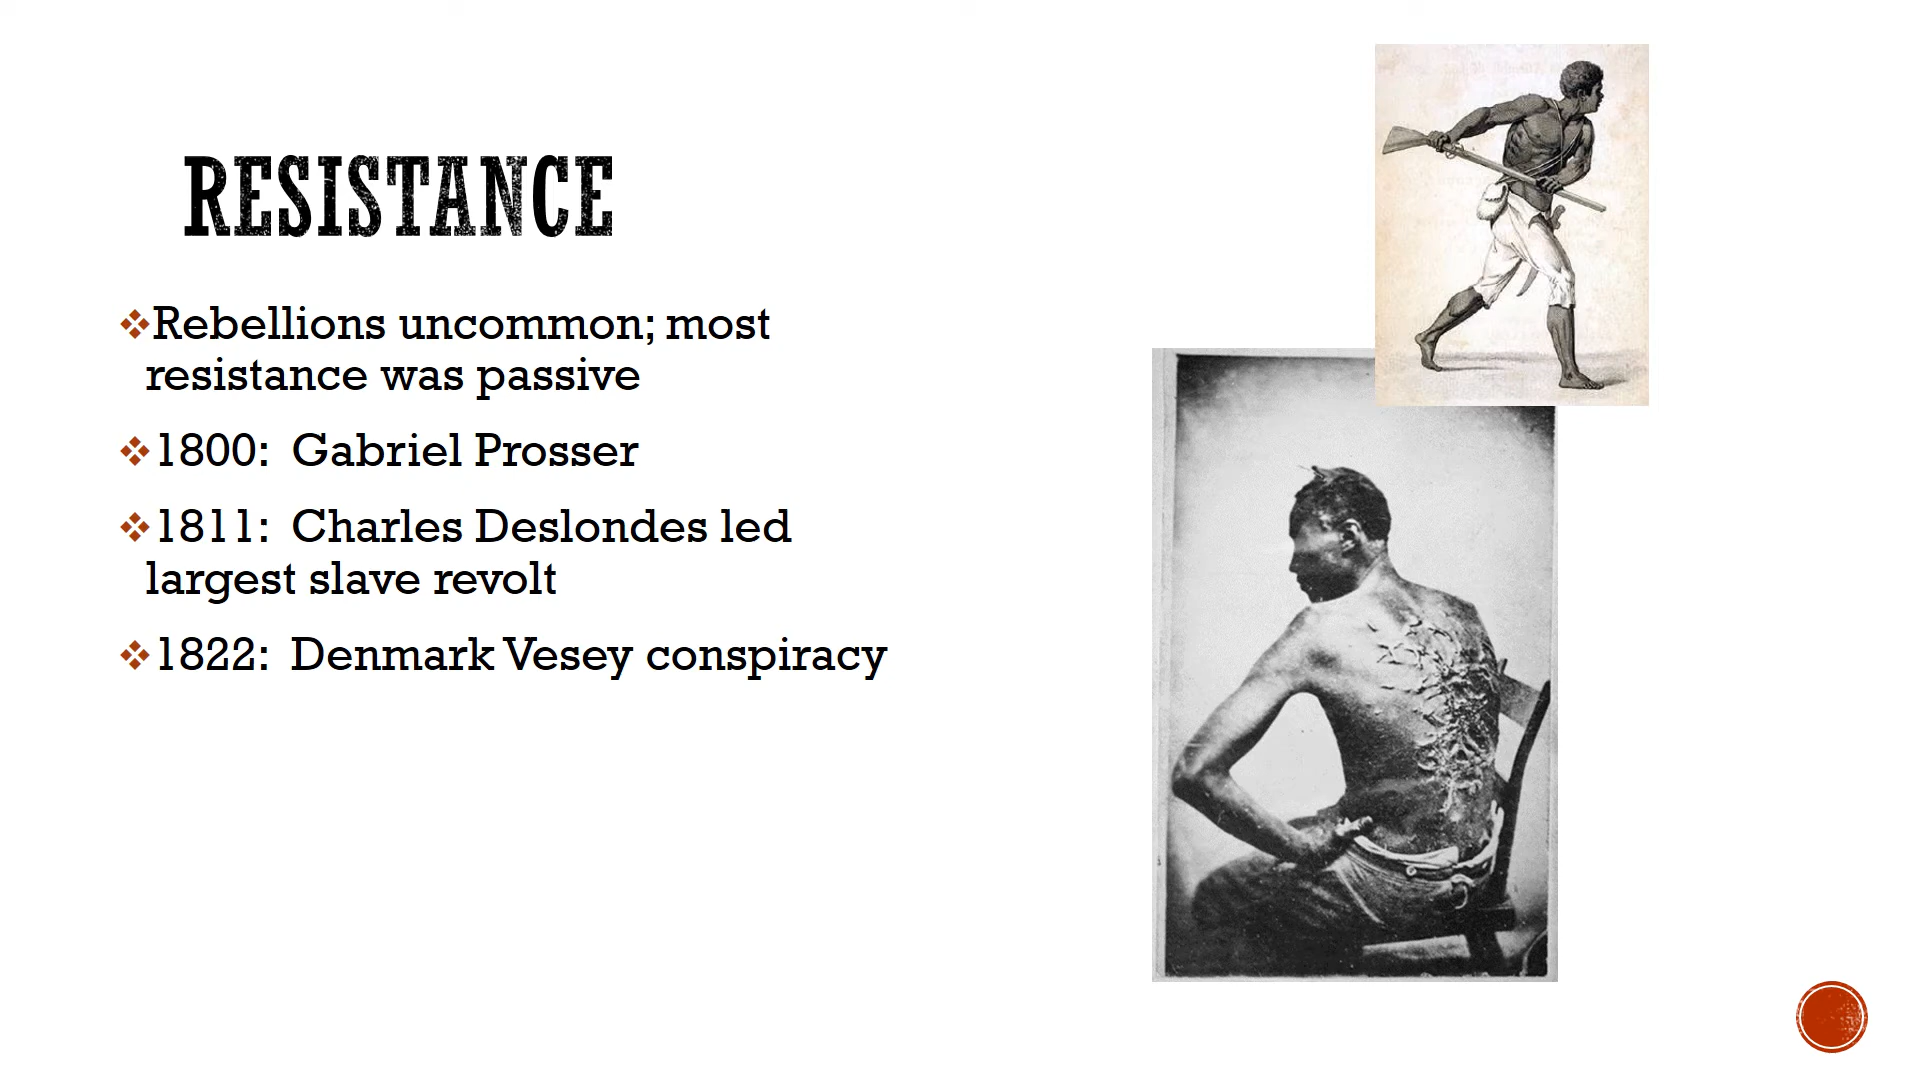 RESISTANCE
❖Rebellions uncommon; most
resistance was passive
❖1800:  Gabriel Prosser
❖1811:  Charles Deslondes led
largest slave revolt
❖1822:  Denmark Vesey conspiracy